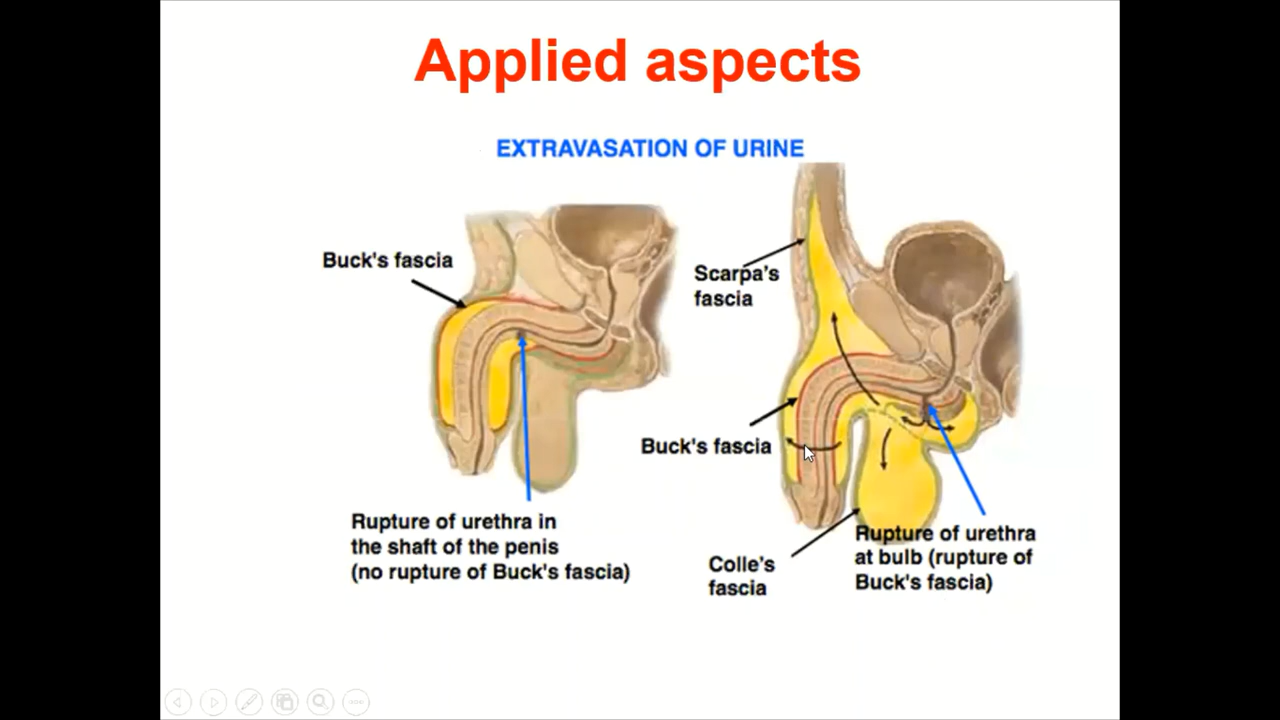 Applied aspects
EXTRAVASATION OF URINE
Buck's fascia
Scarpa's
fascia
Buck's fascia
Rupture of urethra in
the shaft of the penis
(no rupture of Buck's fascia)
Colle's
fascia
Rupture of urethra
at bulb (rupture of
Buck's fascia)